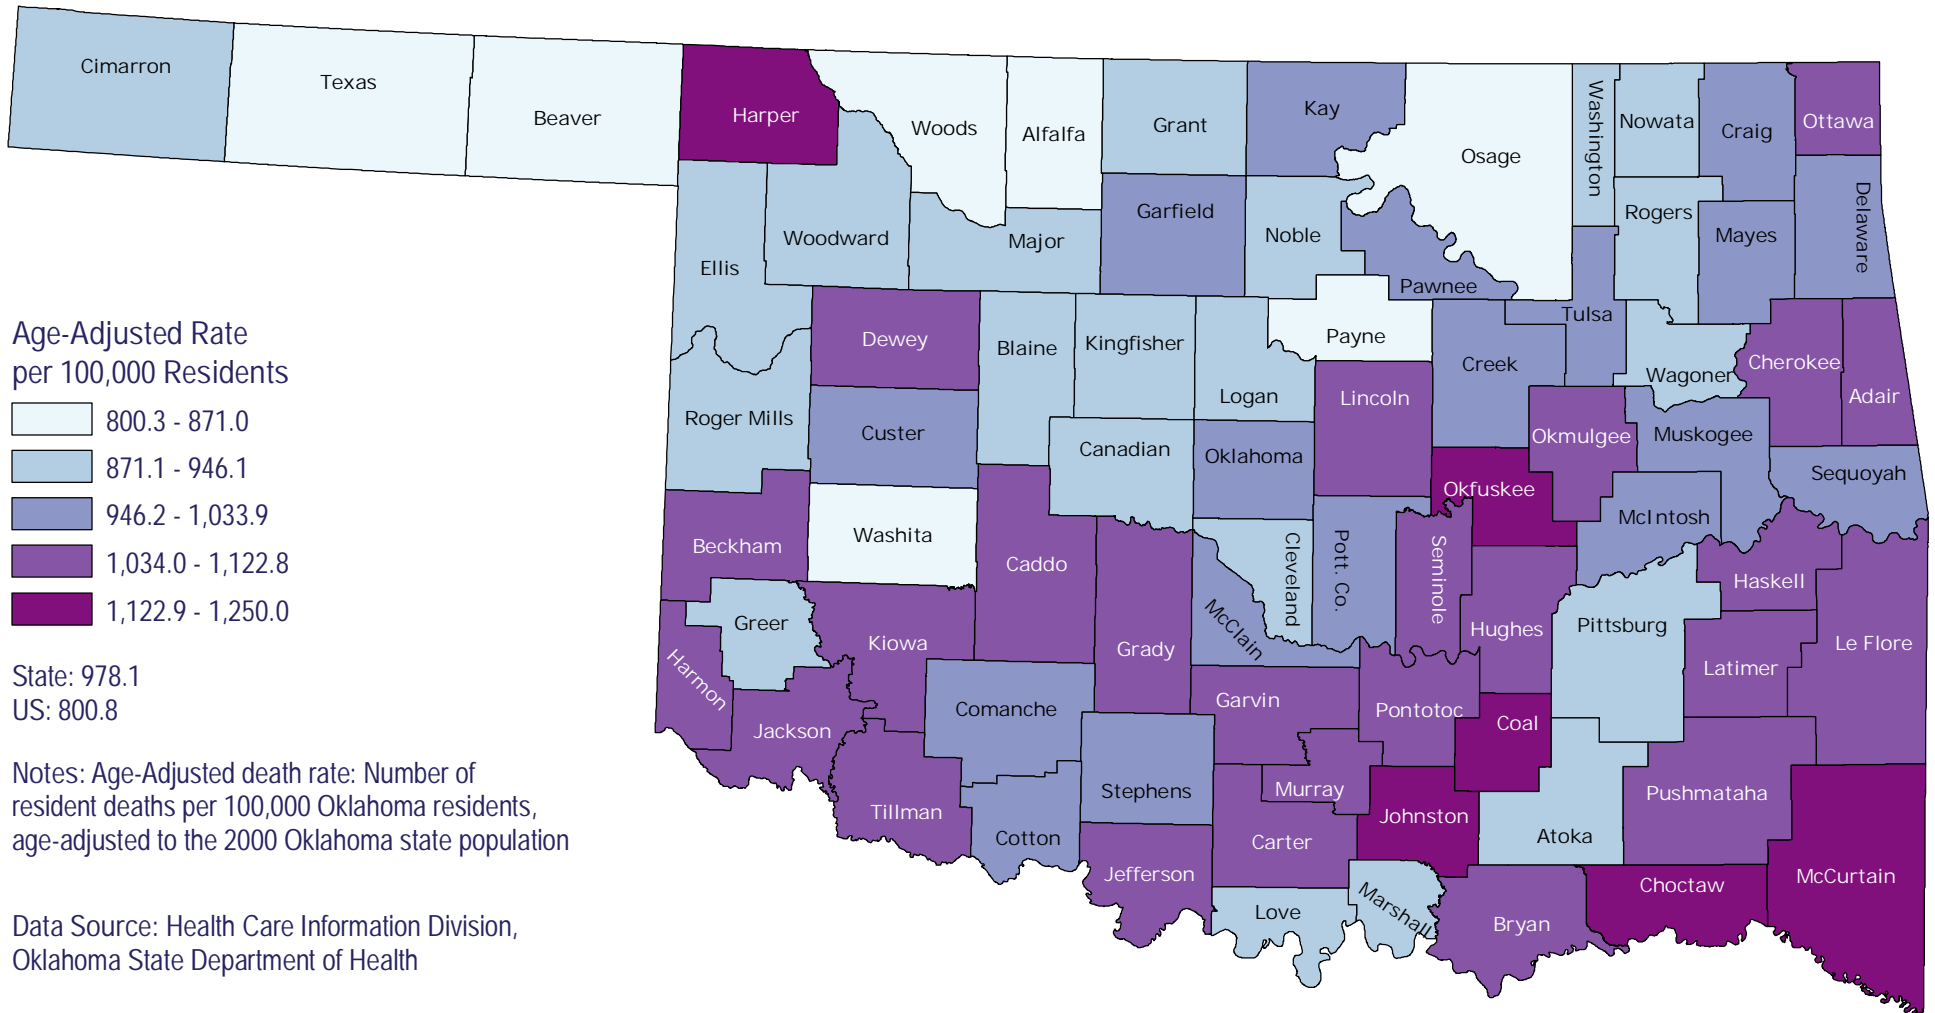 Cimarron
Texas
Beaver
Harper
Woods
Alfalfa
Grant
Kay
Osage
Washington
Nowata
Craig
Ottawa
Ellis
Woodward
Major
Garfield
Noble
Pawnee
Rogers
Mayes
Delaware
Tulsa
Dewey
Blaine
Kingfisher
Logan
Payne
Lincoln
Creek
Wagoner
Cherokee
Adair
Roger Mills
Custer
Canadian
Oklahoma
Okmulgee
Muskogee
Sequoyah
Okfuskee
McIntosh
Beckham
Washita
Caddo
Grady
Cleveland
McClain
Pott. Co.
Seminole
Hughes
Pittsburg
Haskell
Latimer
Le Flore
Harmon
Greer
Kiowa
Jackson
Comanche
Garvin
Pontotoc
Coal
Tillman
Cotton
Stephens
Murray
Johnston
Atoka
Pushmataha
McCurtain
Jefferson
Carter
Love
Marshall
Bryan
Choctaw
Age-Adjusted Rate
per 100,000 Residents
800.3 - 871.0
871.1 - 946.1
946.2 - 1,033.9
1,034.0 - 1,122.8
1,122.9 - 1,250.0
State: 978.1
US: 800.8
Notes: Age-Adjusted death rate: Number of
resident deaths per 100,000 Oklahoma residents,
age-adjusted to the 2000 Oklahoma state population
Data Source: Health Care Information Division,
Oklahoma State Department of Health